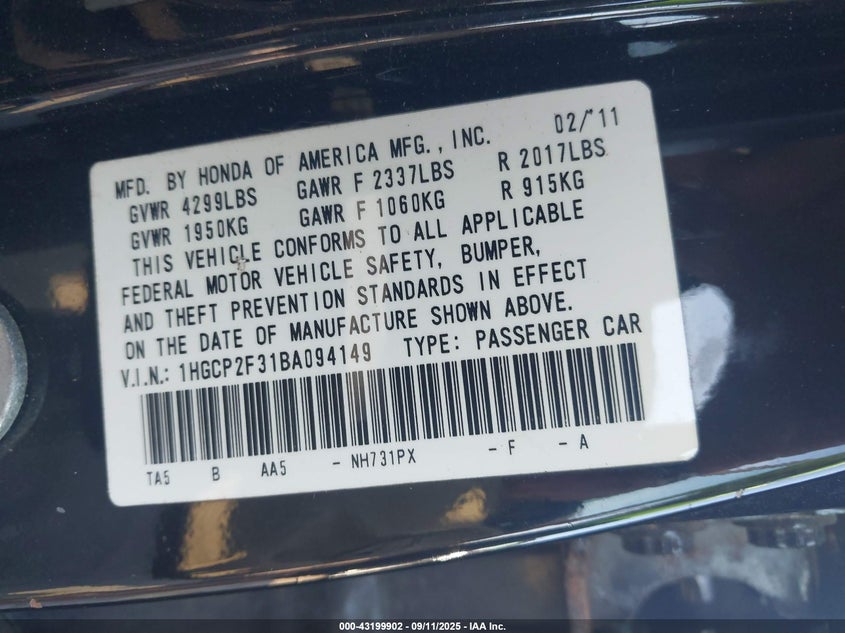 02/'11
MFD. BY HONDA OF AMERICA MFG., INC.
GVWR 4299LBS GAWR F 2337LBS R 2017LBS
GVWR 1950KG GAWR F 1060KG R 915KG
THIS VEHICLE CONFORMS TO ALL APPLICABLE
FEDERAL MOTOR VEHICLE SAFETY, BUMPER,
AND THEFT PREVENTION STANDARDS IN EFFECT
ON THE DATE OF MANUFACTURE SHOWN ABOVE.
V.I.N.: 1HGCP2F31BA094149 TYPE: PASSENGER CAR
TA5 B AA5 - NH731PX - F - A
000-43199902 - 09/11/2025 - IAA Inc.